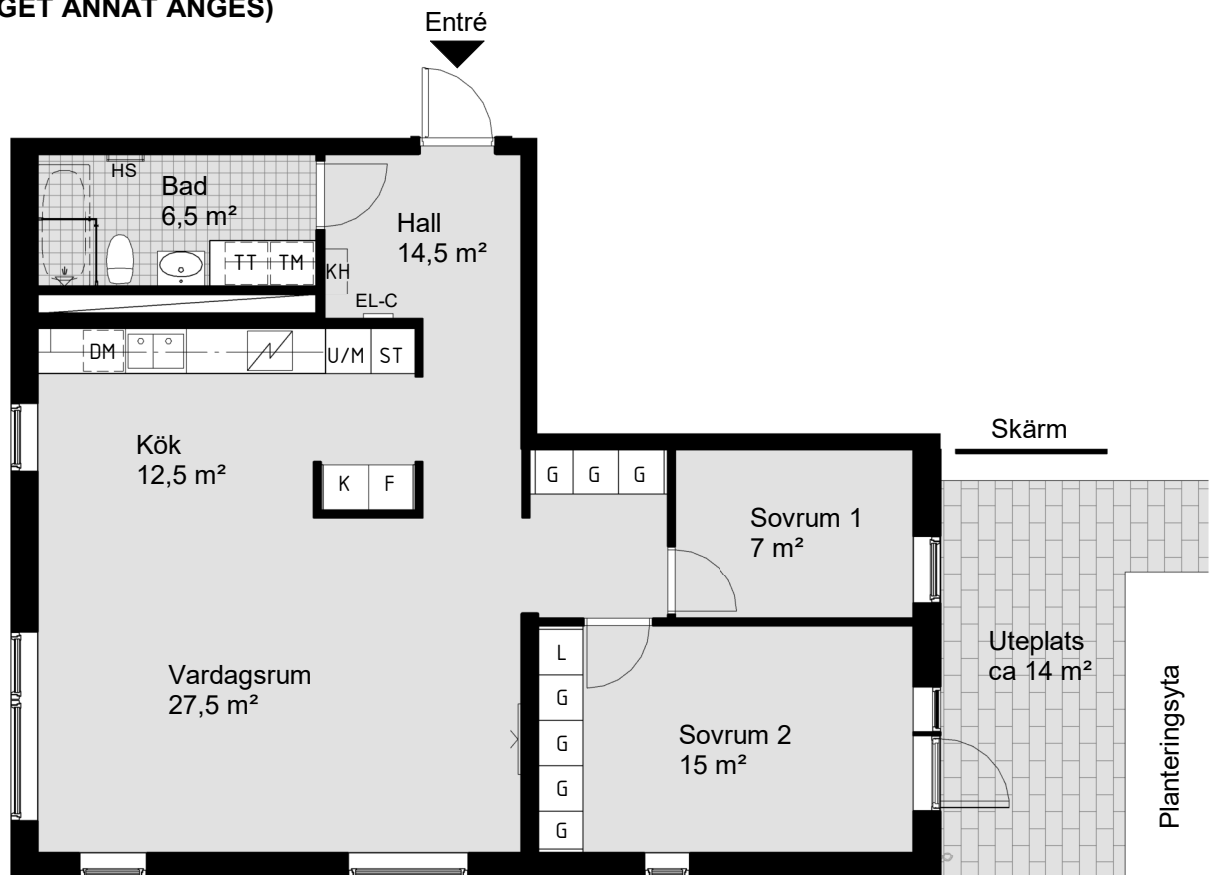 GET ANNAT ANGES)
Entré
HS
Bad
6,5 m²
Hall
14,5 m²
TT
TM
KH
EL-C
DM
U/M
ST
Kök
12,5 m²
K
F
G
G
G
Skärm
Sovrum 1
7 m²
Uteplats
ca 14 m²
Vardagsrum
27,5 m²
L
G
G
G
G
Sovrum 2
15 m²
Planteringsyta